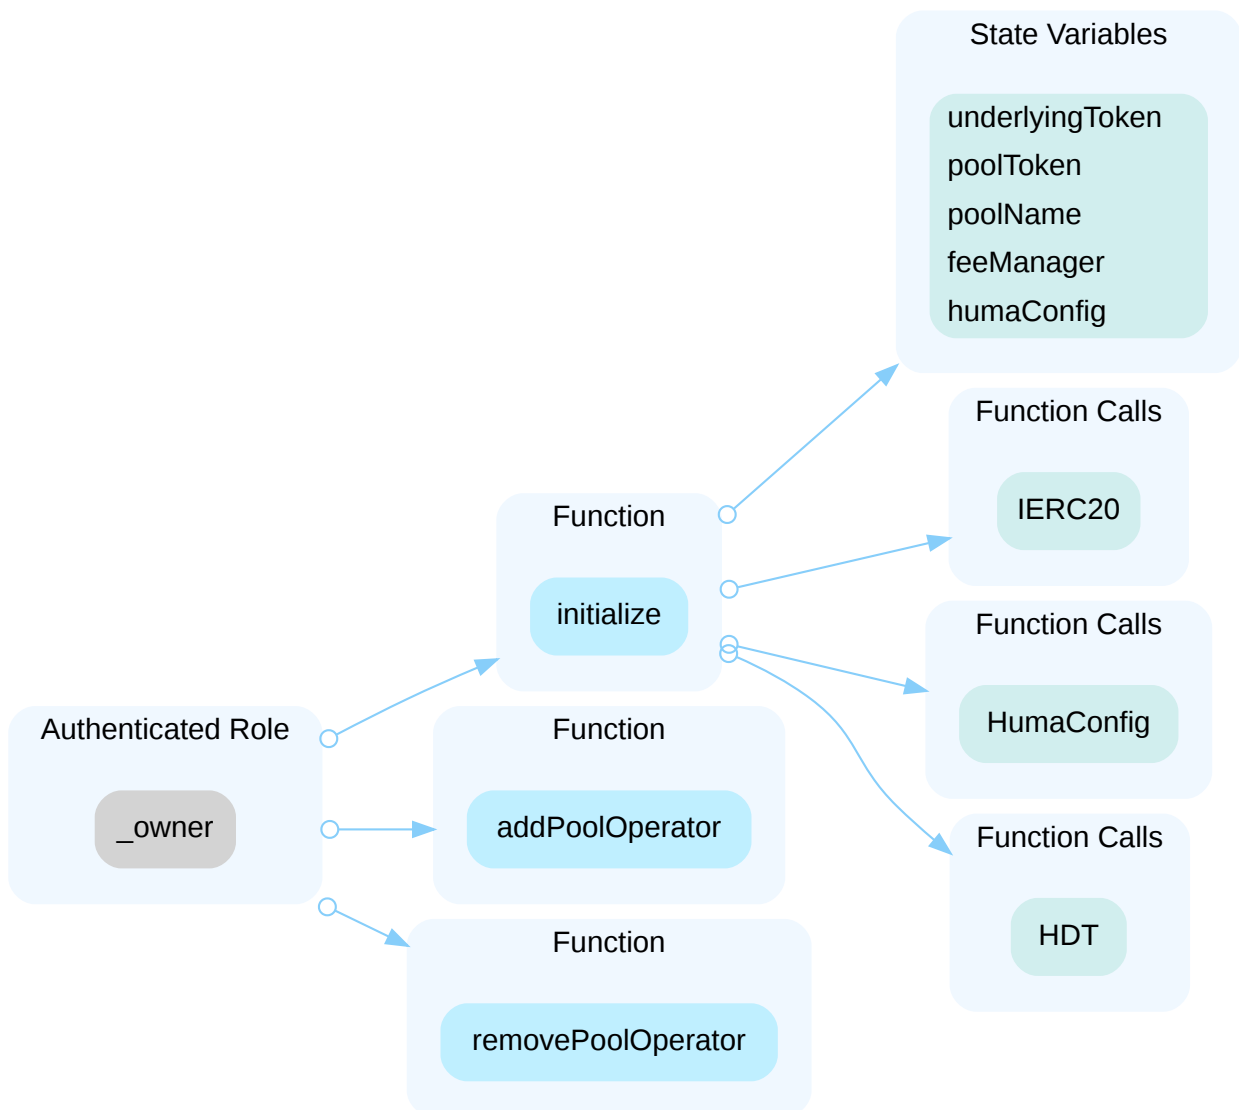 State Variables
underlyingToken
poolToken
poolName
feeManager
humaConfig
Function Calls
IERC20
Function
initialize
Function Calls
HumaConfig
Authenticated Role
_owner
Function
addPoolOperator
Function Calls
HDT
Function
removePoolOperator